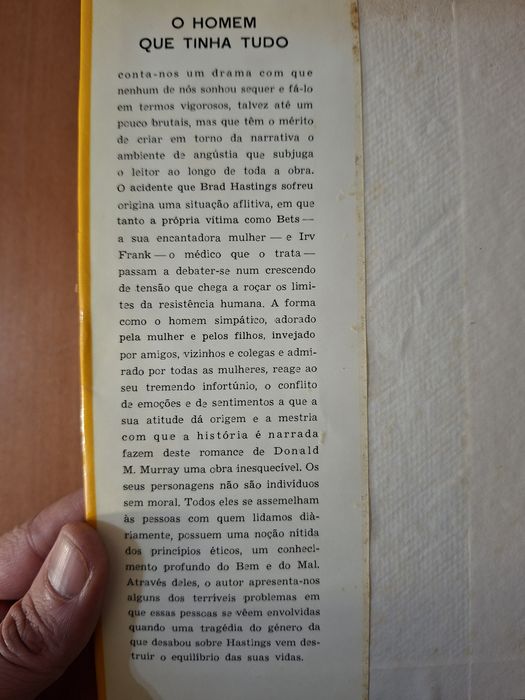 O HOMEM
QUE TINHA TUDO
conta-nos um drama com que
nenhum de nós sonhou sequer e fá-lo
em termos vigorosos, talvez até um
pouco brutais, mas que têm o mérito
de criar em torno da narrativa o
ambiente de angústia que subjuga
o leitor ao longo de toda a obra.
O acidente que Brad Hastings sofreu
origina uma situação aflitiva, em que
tanto a própria vítima como Bets —
a sua encantadora mulher — e Irv
Frank — o médico que o trata —
passam a debater-se num crescendo
de tensão que chega a roçar os limi-
tes da resistência humana. A forma
como o homem simpático, adorado
pela mulher e pelos filhos, invejado
por amigos, vizinhos e colegas e admi-
rado por todas as mulheres, reage ao
seu tremendo infortúnio, o conflito
de emoções e de sentimentos a que a
sua atitude dá origem e a mestria
com que a história é narrada
fazem deste romance de Donald
M. Murray uma obra inesquecível. Os
seus personagens não são indivíduos
sem moral. Todos eles se assemelham
às pessoas com quem lidamos dià-
riamente, possuem uma noção nítida
dos princípios éticos, um conheci-
mento profundo do Bem e do Mal.
Através deles, o autor apresenta-nos
alguns dos terríveis problemas em
que essas pessoas se vêem envolvidas
quando uma tragédia do género da
que desabou sobre Hastings vem des-
truir o equilíbrio das suas vidas.